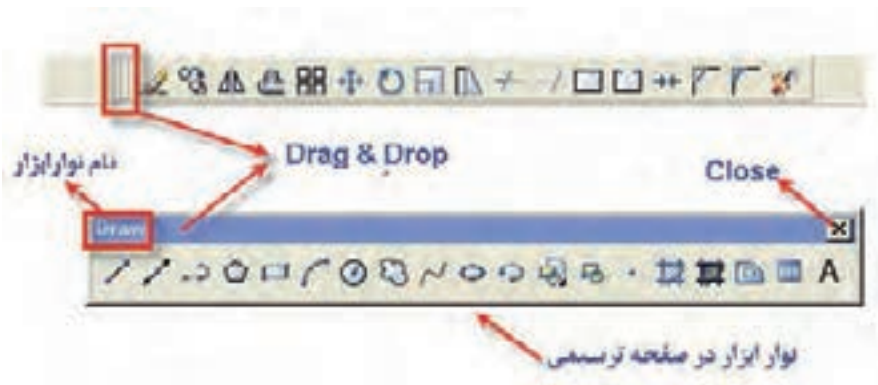 نام نوارابزار
Drag & Drop
Close
Draw
A
نوار ابزار در صفحه ترسیمی